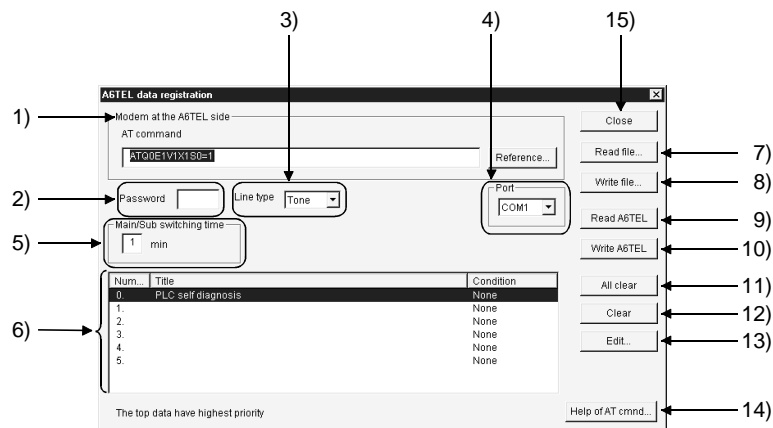 3)
4)
15)
A6TEL data registration
1)
Modem at the A6TEL side
Close
AT command
ATQ0E1V1X1S0=1
Reference...
Read file...
7)
2)
Password
Line type
Tone
Port
COM1
Write file...
8)
5)
Main/Sub switching time
1 min
Read A6TEL
9)
Write A6TEL
10)
6)
Num... Title Condition
0. PLC self diagnosis None
1. None
2. None
3. None
4. None
5. None
All clear
11)
Clear
12)
Edit...
13)
The top data have highest priority
Help of AT cmnd...
14)